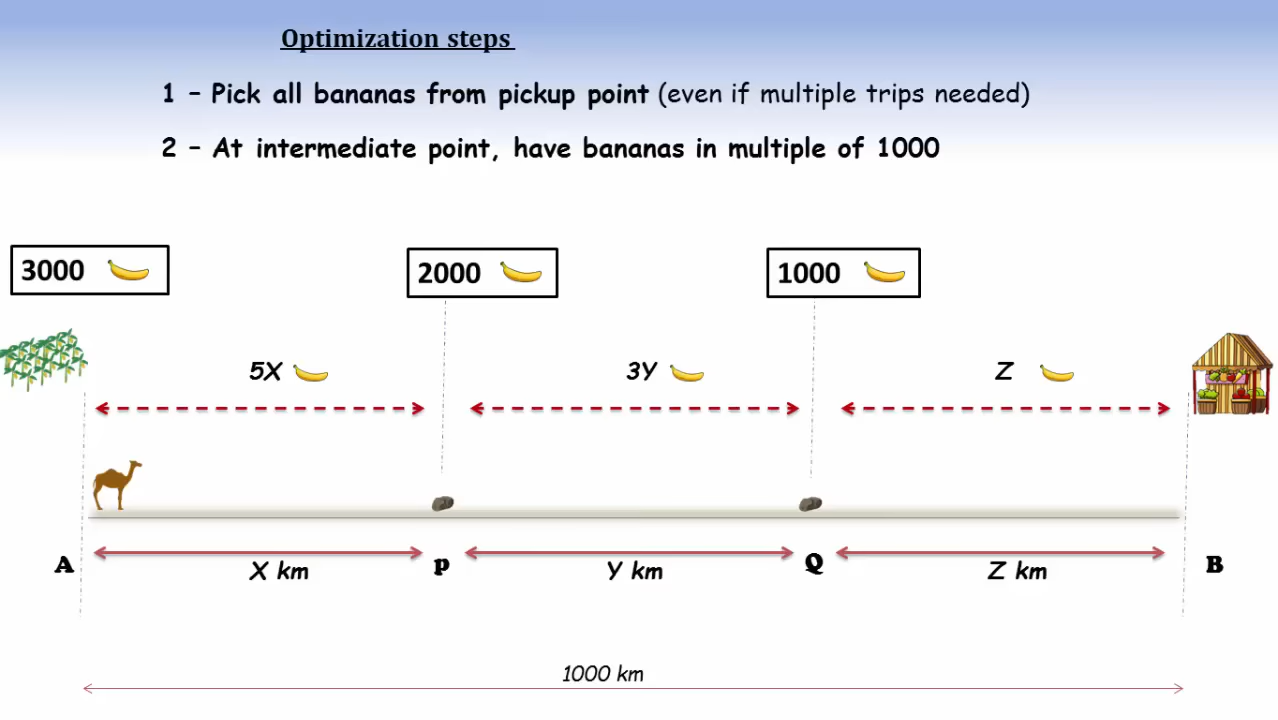 Optimization steps
1 – Pick all bananas from pickup point (even if multiple trips needed)
2 – At intermediate point, have bananas in multiple of 1000
3000
2000
1000
5X
3Y
Z
A
P
Q
B
X km
Y km
Z km
1000 km